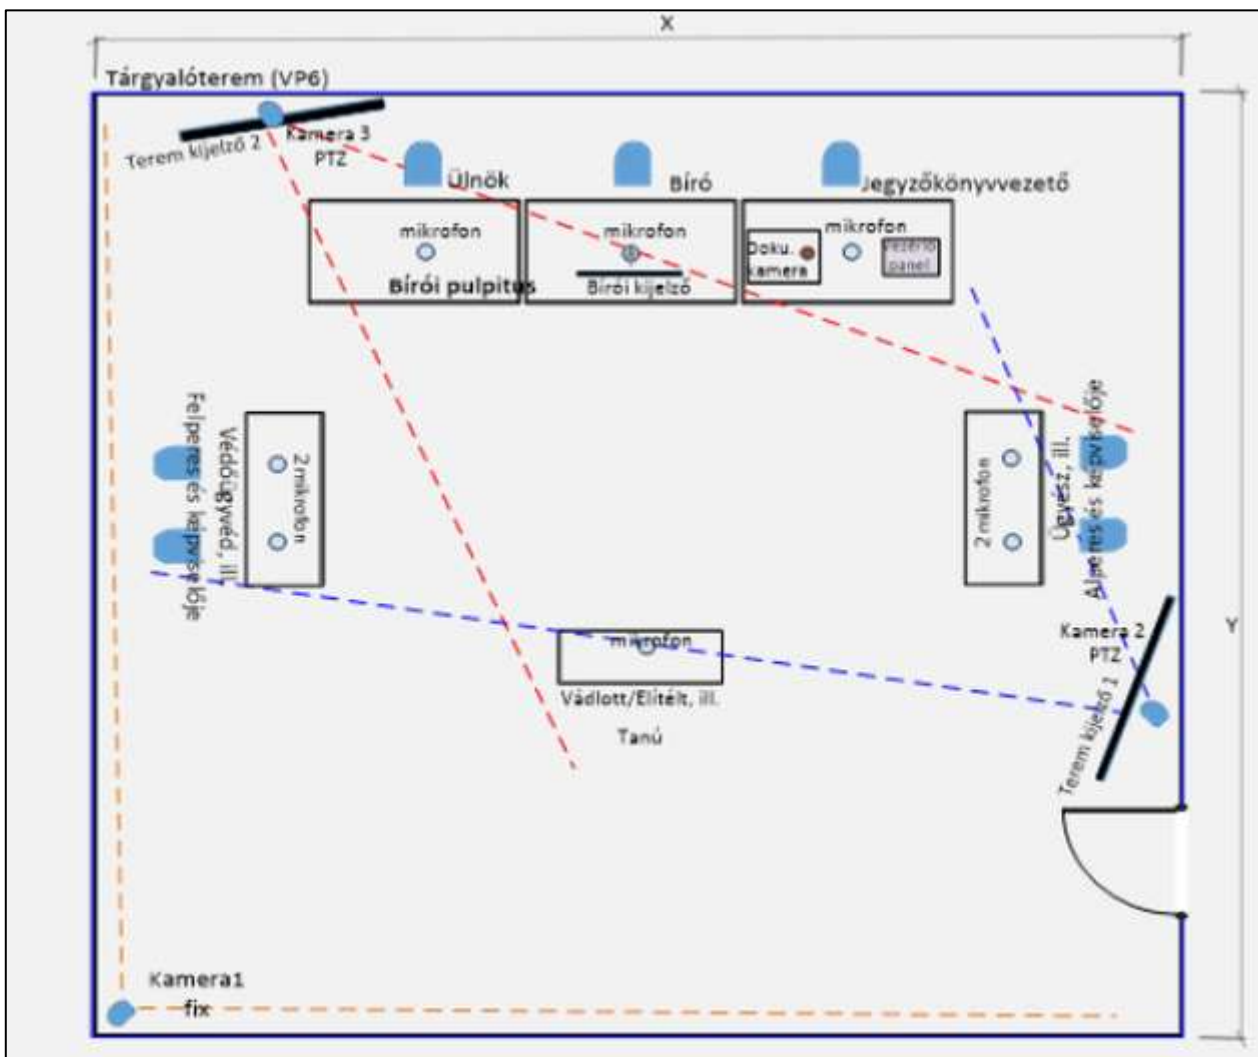 X
Tárgyalóterem (VP6)
Kamera 3
PTZ
Terem kijelző 2
Ülnök
Bíró
Jegyzőkönyvvezető
mikrofon
mikrofon
mikrofon
Doku.
kamera
vezérlő
panel
Bírói pulpitus
Bírói kijelző
Felperes és képviselője
Védőügyvéd, ill.
2 mikrofon
2 mikrofon
Ügyész, ill.
Alperes és képviselője
Y
Kamera 2
PTZ
Terem kijelző 1
mikrofon
Vádlott/Elítélt, ill.
Tanú
Kamera1
fix